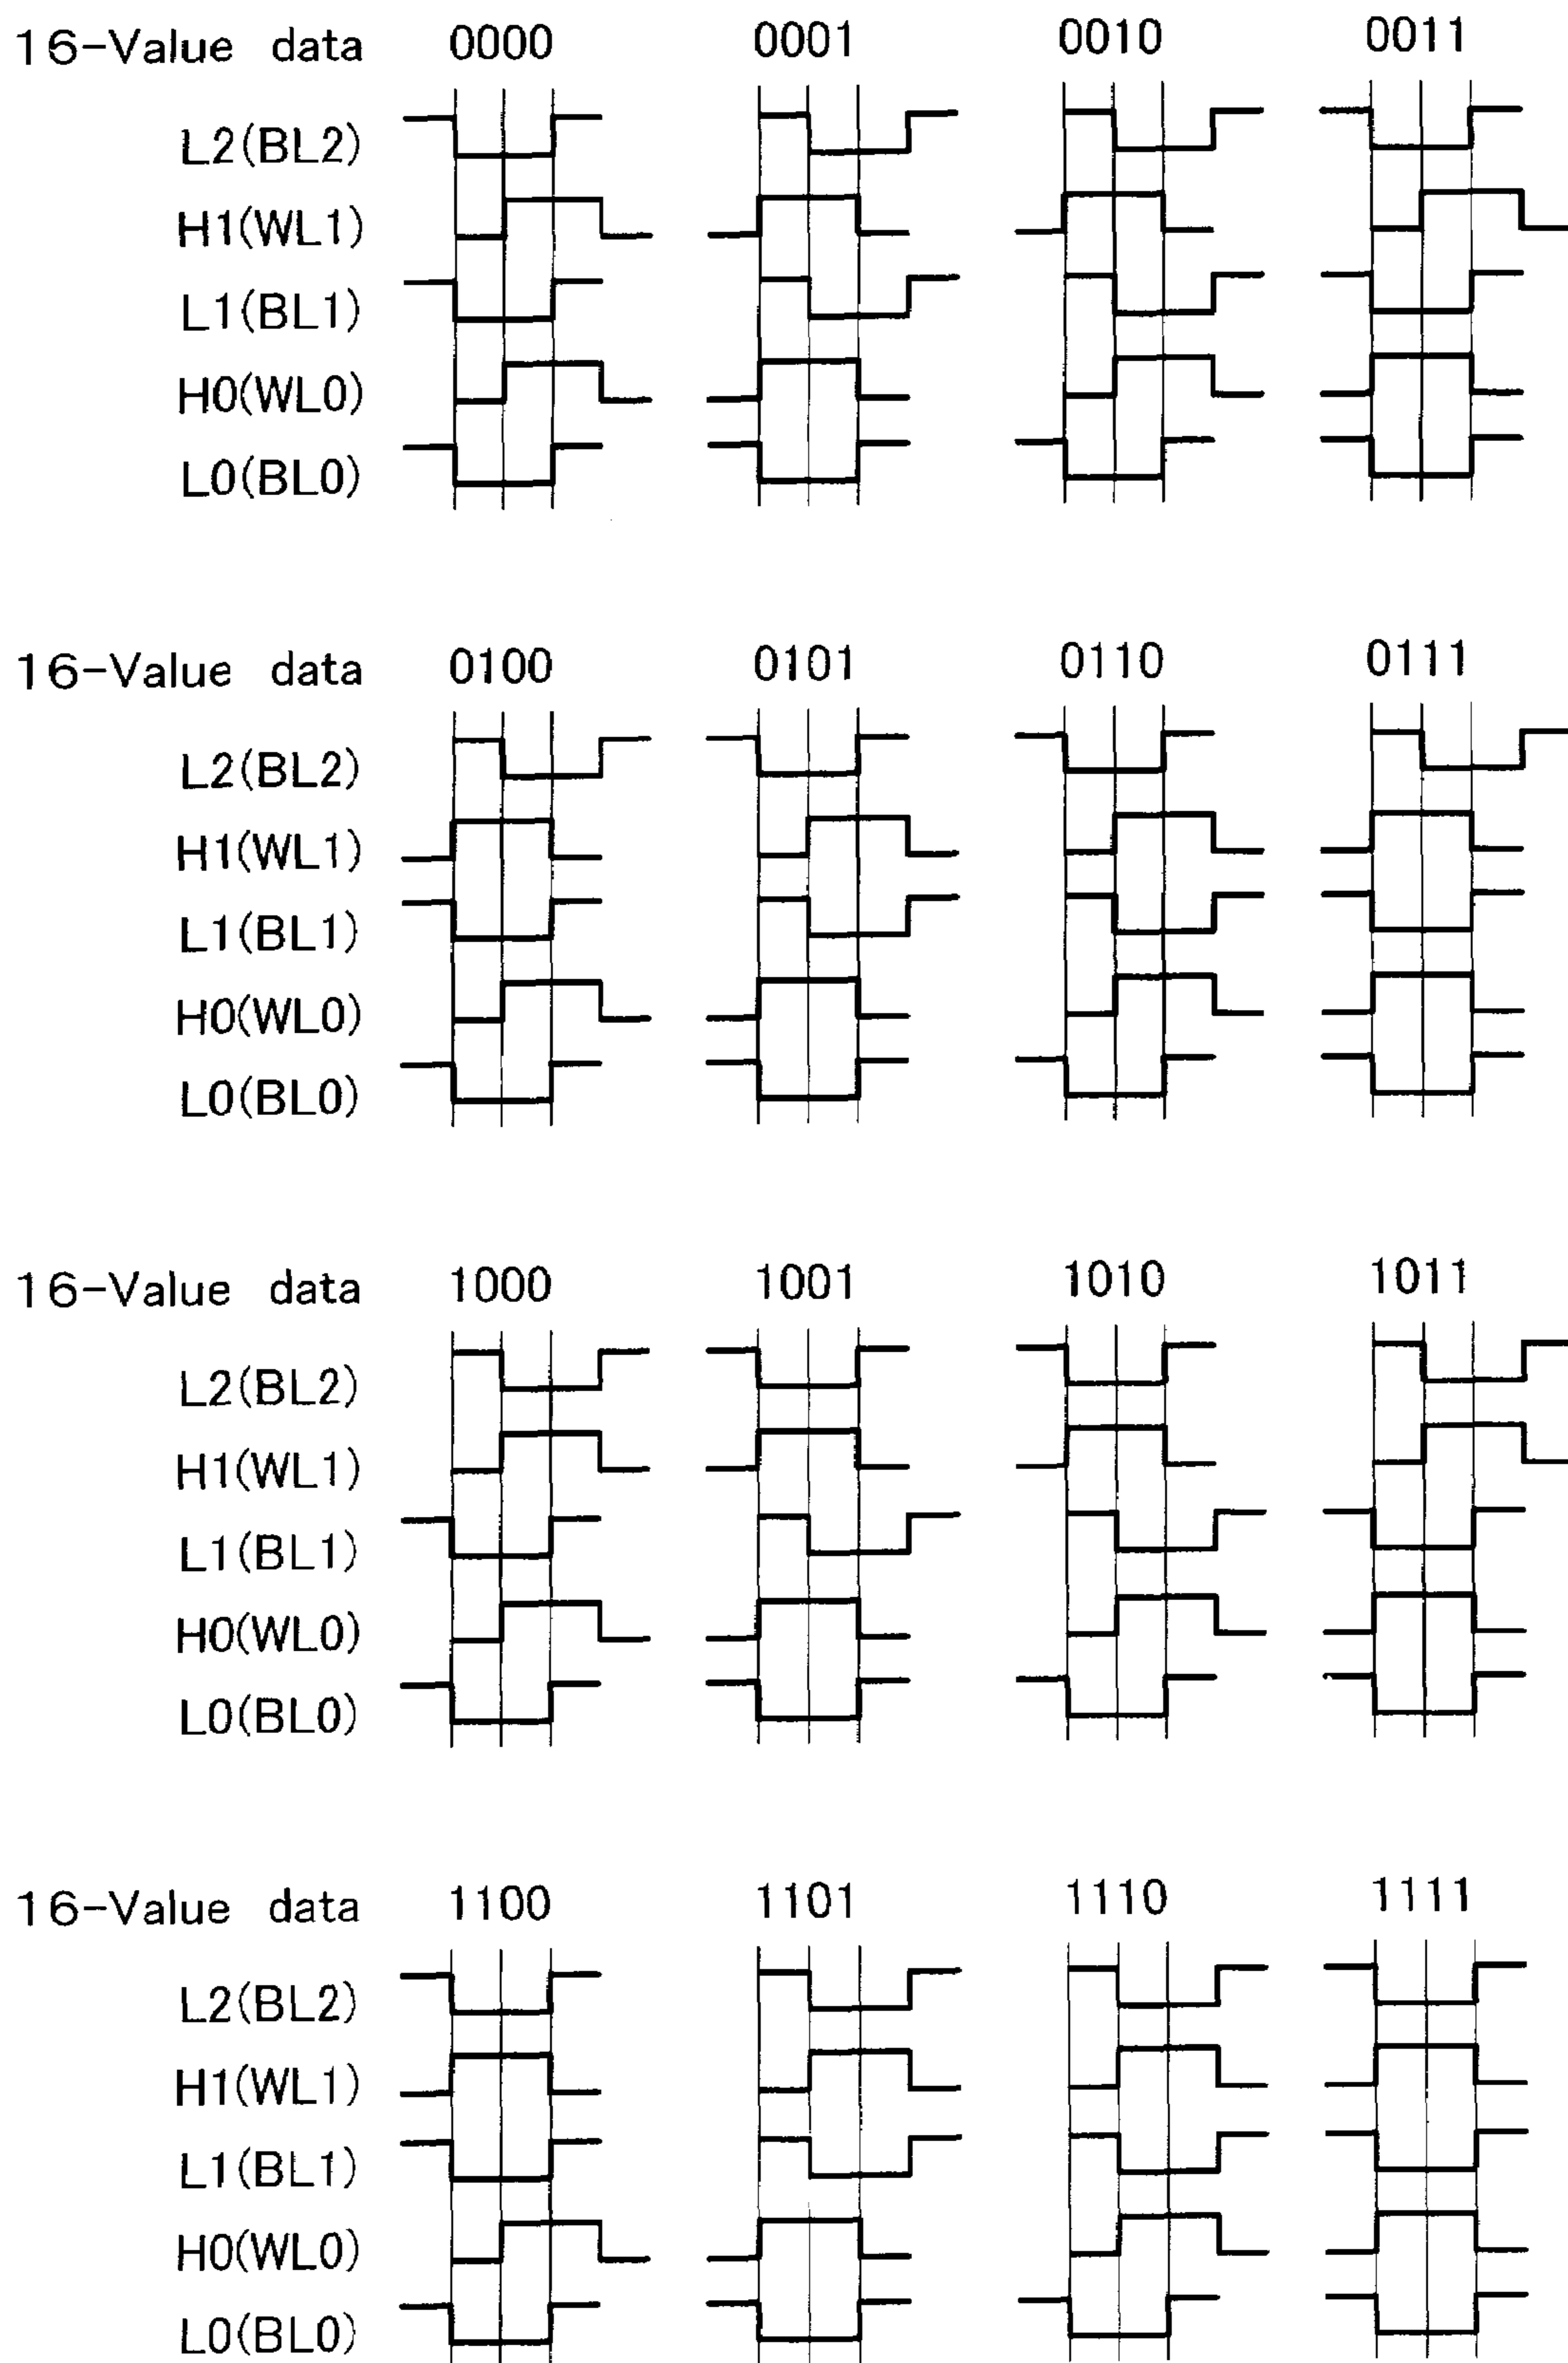 16-Value data 0000 0001 0010 0011
L2(BL2)
H1(WL1)
L1(BL1)
H0(WL0)
L0(BL0)
16-Value data 0100 0101 0110 0111
L2(BL2)
H1(WL1)
L1(BL1)
H0(WL0)
L0(BL0)
16-Value data 1000 1001 1010 1011
L2(BL2)
H1(WL1)
L1(BL1)
H0(WL0)
L0(BL0)
16-Value data 1100 1101 1110 1111
L2(BL2)
H1(WL1)
L1(BL1)
H0(WL0)
L0(BL0)